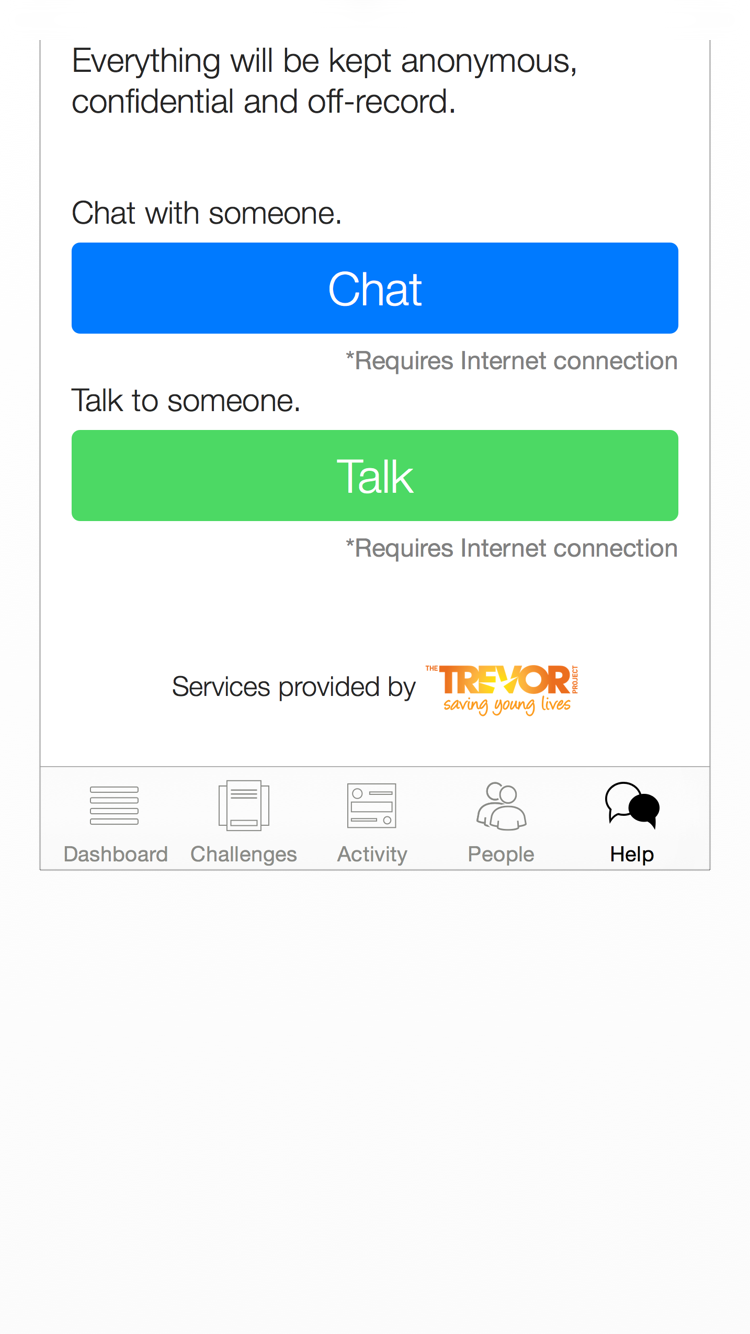 Everything will be kept anonymous,
confidential and off-record.
Chat with someone.
Chat
*Requires Internet connection
Talk to someone.
Talk
*Requires Internet connection
Services provided by THE TREVOR PROJECT
saving young lives
Dashboard Challenges Activity People Help